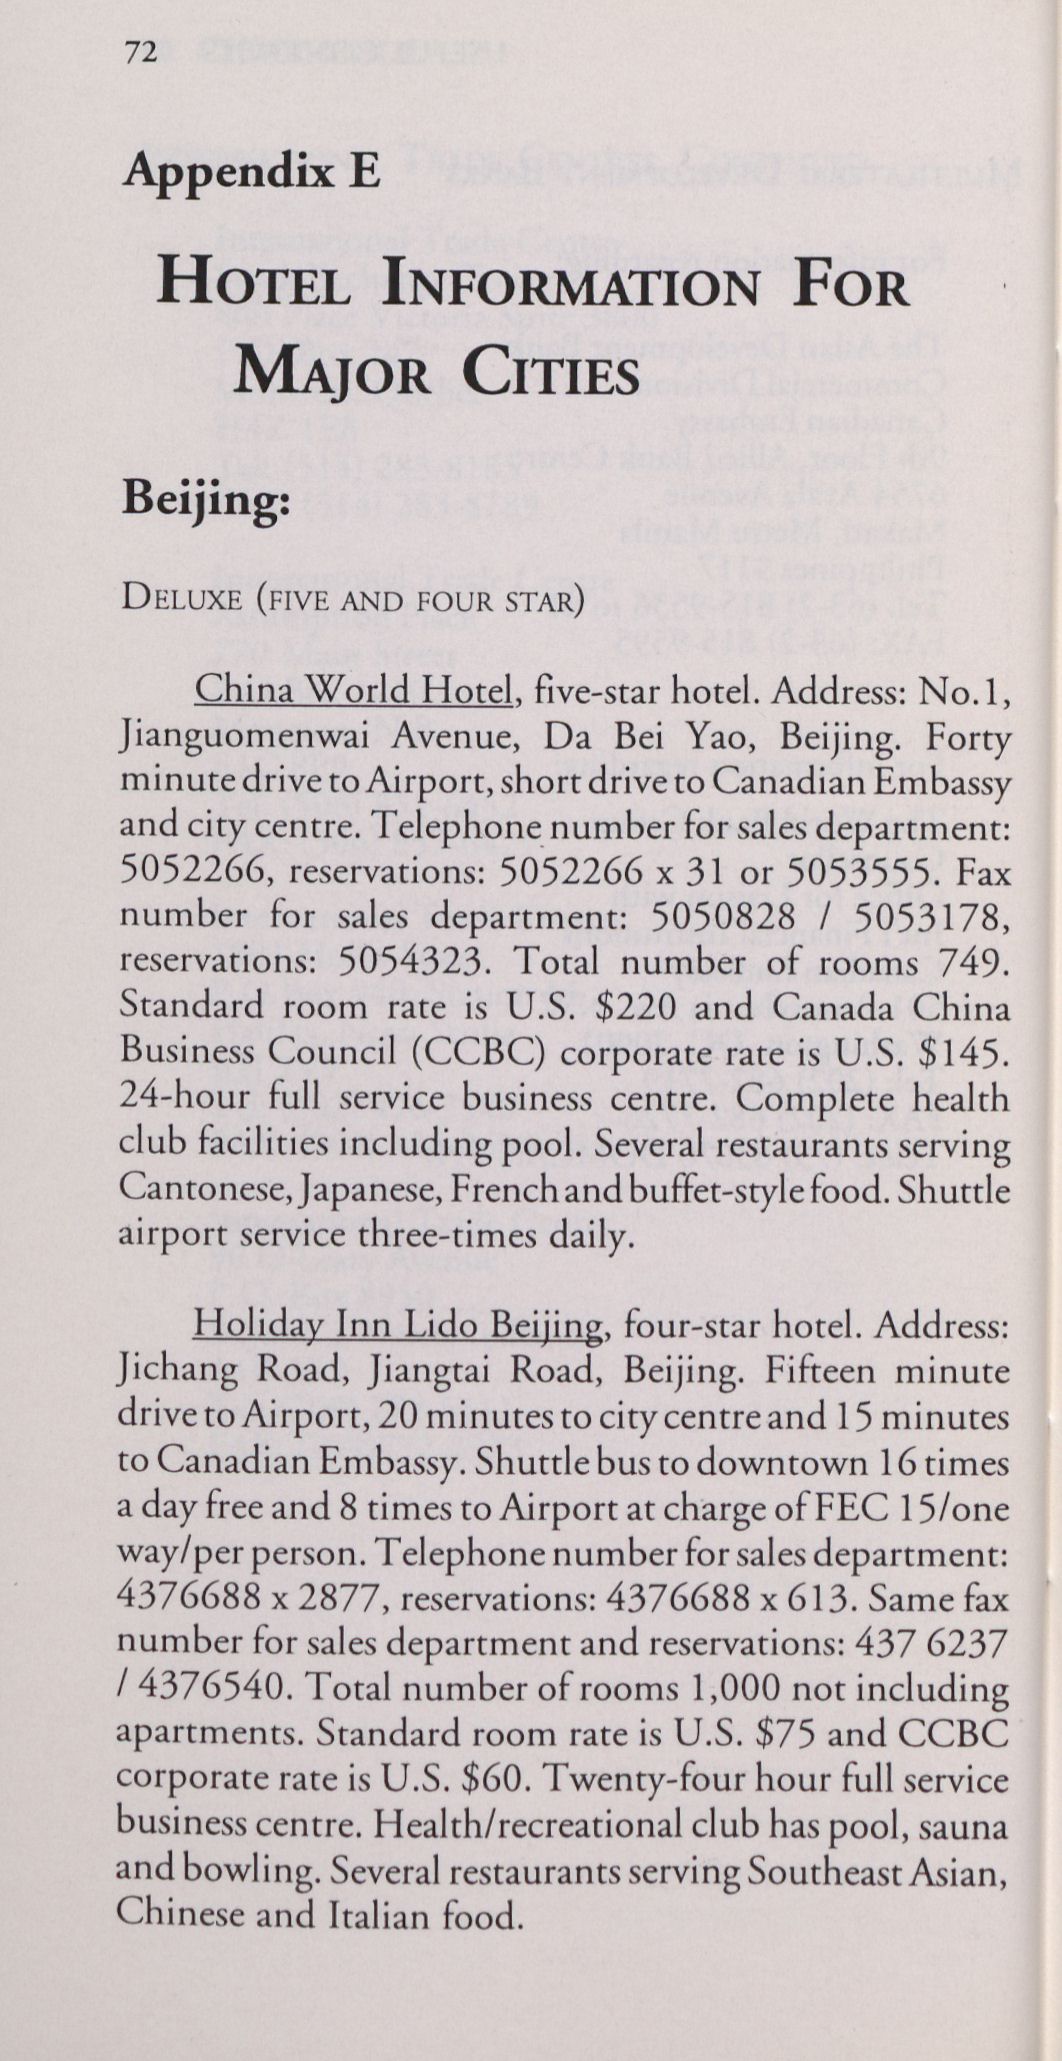 72
Appendix E
HOTEL INFORMATION FOR
MAJOR CITIES
Beijing:
DELUXE (FIVE AND FOUR STAR)
China World Hotel, five-star hotel. Address: No.1,
Jianguomenwai Avenue, Da Bei Yao, Beijing. Forty
minute drive to Airport, short drive to Canadian Embassy
and city centre. Telephone number for sales department:
5052266, reservations: 5052266 x 31 or 5053555. Fax
number for sales department: 5050828 / 5053178,
reservations: 5054323. Total number of rooms 749.
Standard room rate is U.S. $220 and Canada China
Business Council (CCBC) corporate rate is U.S. $145.
24-hour full service business centre. Complete health
club facilities including pool. Several restaurants serving
Cantonese, Japanese, French and buffet-style food. Shuttle
airport service three-times daily.
Holiday Inn Lido Beijing, four-star hotel. Address:
Jichang Road, Jiangtai Road, Beijing. Fifteen minute
drive to Airport, 20 minutes to city centre and 15 minutes
to Canadian Embassy. Shuttle bus to downtown 16 times
a day free and 8 times to Airport at charge of FEC 15/one
way/per person. Telephone number for sales department:
4376688 x 2877, reservations: 4376688 x 613. Same fax
number for sales department and reservations: 437 6237
/ 4376540. Total number of rooms 1,000 not including
apartments. Standard room rate is U.S. $75 and CCBC
corporate rate is U.S. $60. Twenty-four hour full service
business centre. Health/recreational club has pool, sauna
and bowling. Several restaurants serving Southeast Asian,
Chinese and Italian food.